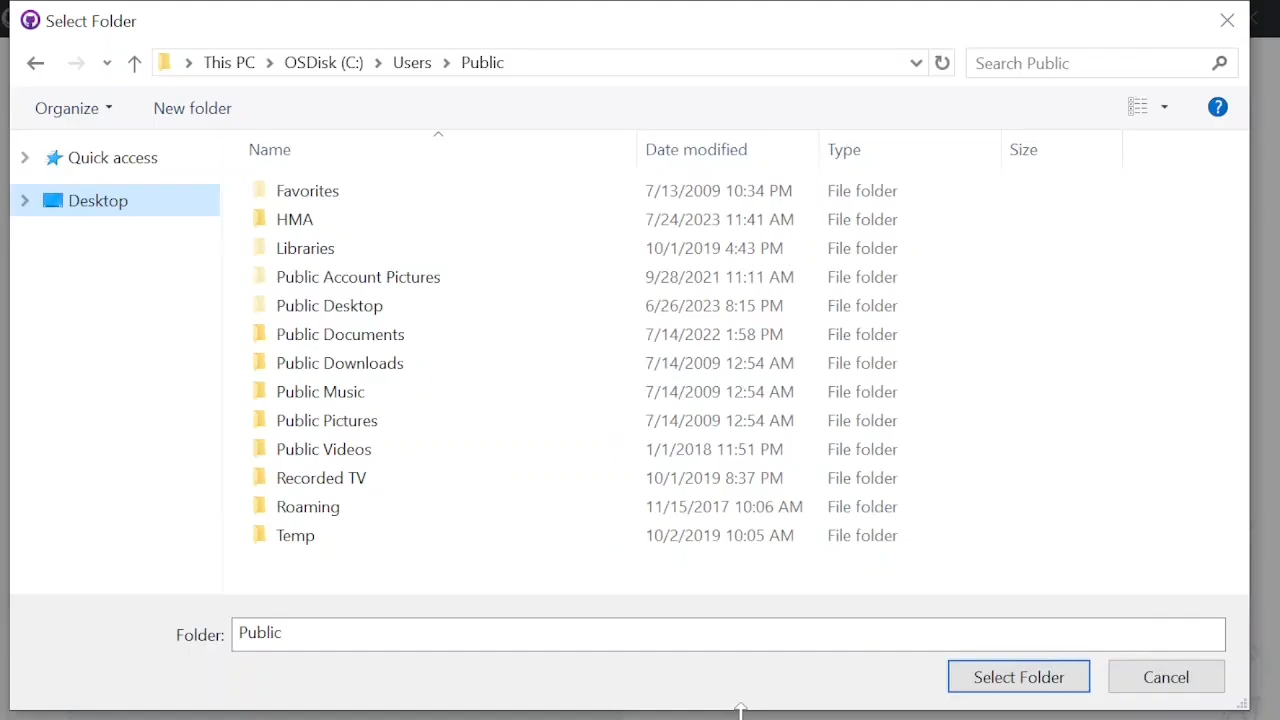 Select Folder
This PC > OSDisk (C:) > Users > Public
Search Public
Organize
New folder
?
Name Date modified Type Size
Quick access
Desktop
Favorites 7/13/2009 10:34 PM File folder
HMA 7/24/2023 11:41 AM File folder
Libraries 10/1/2019 4:43 PM File folder
Public Account Pictures 9/28/2021 11:11 AM File folder
Public Desktop 6/26/2023 8:15 PM File folder
Public Documents 7/14/2022 1:58 PM File folder
Public Downloads 7/14/2009 12:54 AM File folder
Public Music 7/14/2009 12:54 AM File folder
Public Pictures 7/14/2009 12:54 AM File folder
Public Videos 1/1/2018 11:51 PM File folder
Recorded TV 10/1/2019 8:37 PM File folder
Roaming 11/15/2017 10:06 AM File folder
Temp 10/2/2019 10:05 AM File folder
Folder: Public
Select Folder Cancel